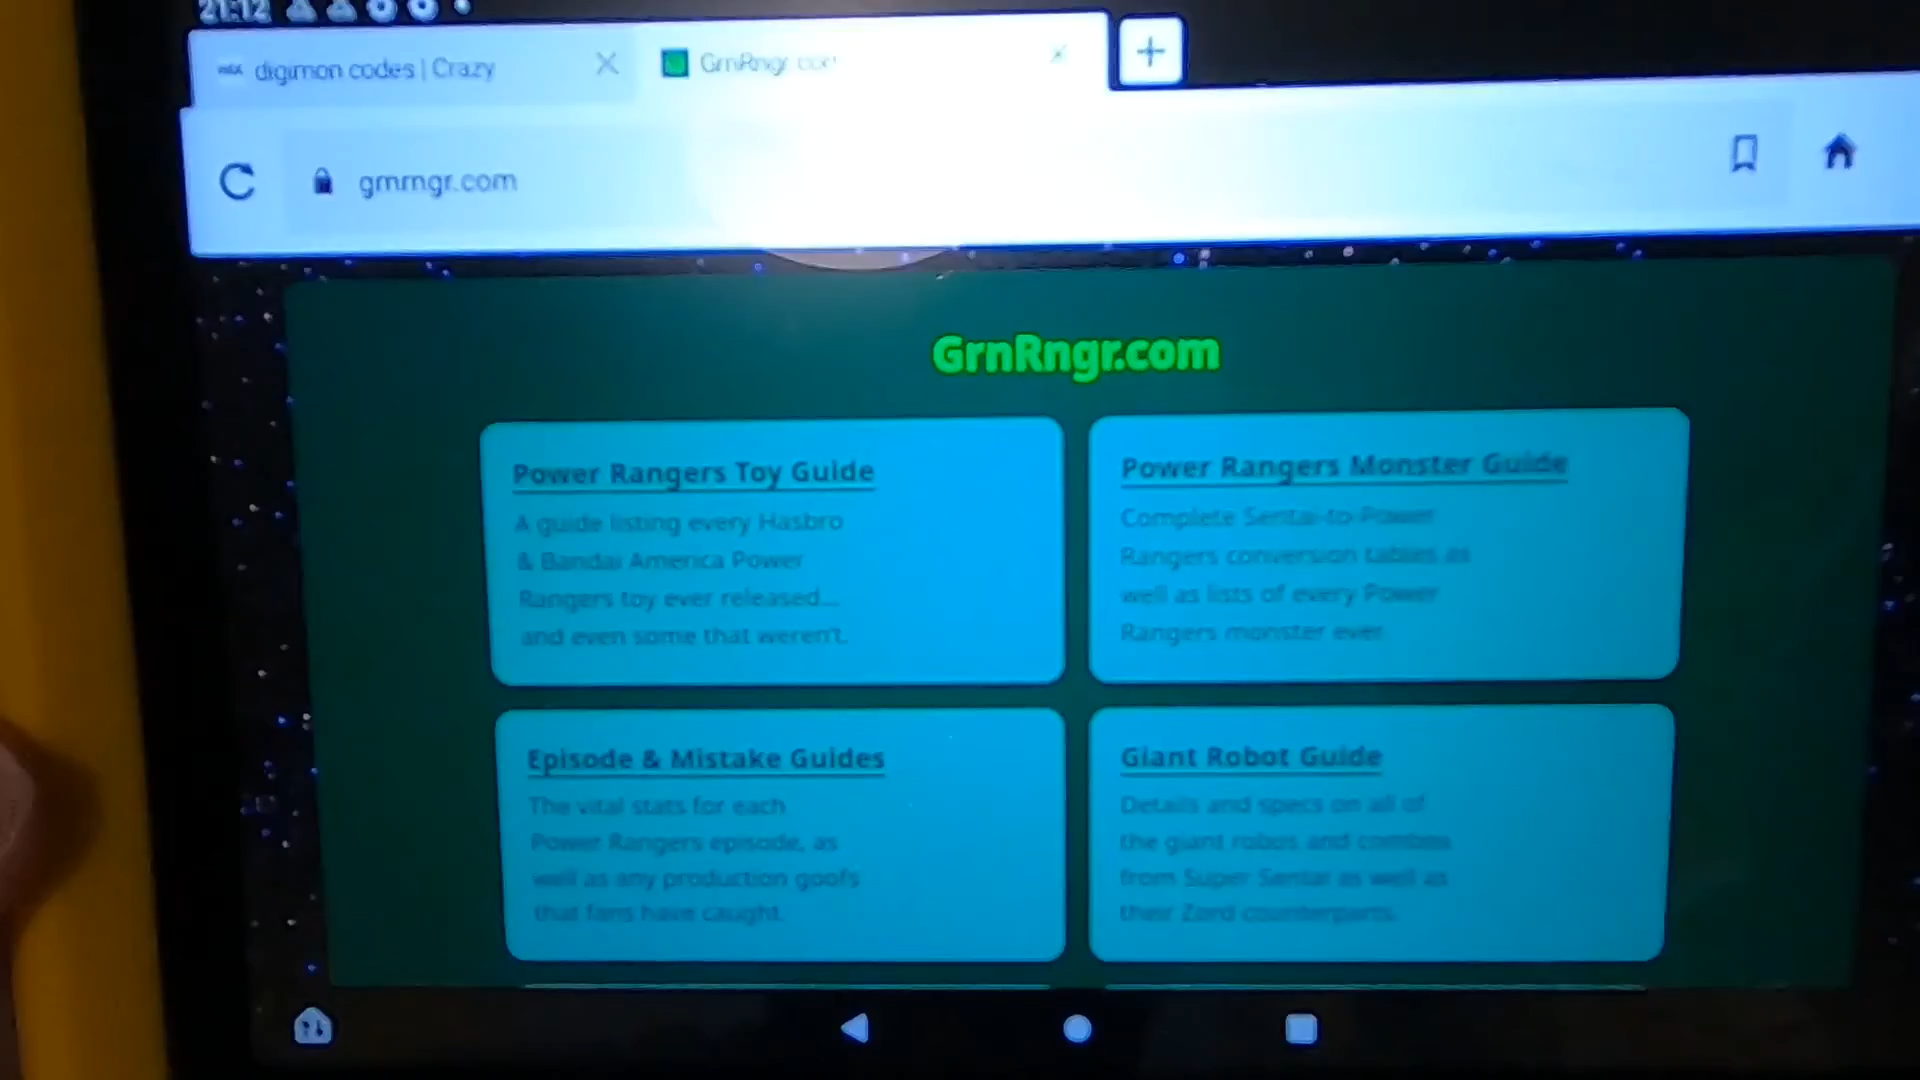 21:12
digimon codes | Crazy
GrnRngr.com
grnrngr.com
GrnRngr.com
Power Rangers Toy Guide
A guide listing every Hasbro
& Bandai America Power
Rangers toy ever released...
and even some that weren't.
Power Rangers Monster Guide
Complete Sentai-to-Power
Rangers conversion tables as
well as lists of every Power
Rangers monster ever.
Episode & Mistake Guides
The vital stats for each
Power Rangers episode, as
well as any production goofs
that fans have caught.
Giant Robot Guide
Details and specs on all of
the giant robos and combos
from Super Sentai as well as
their Zord counterparts.